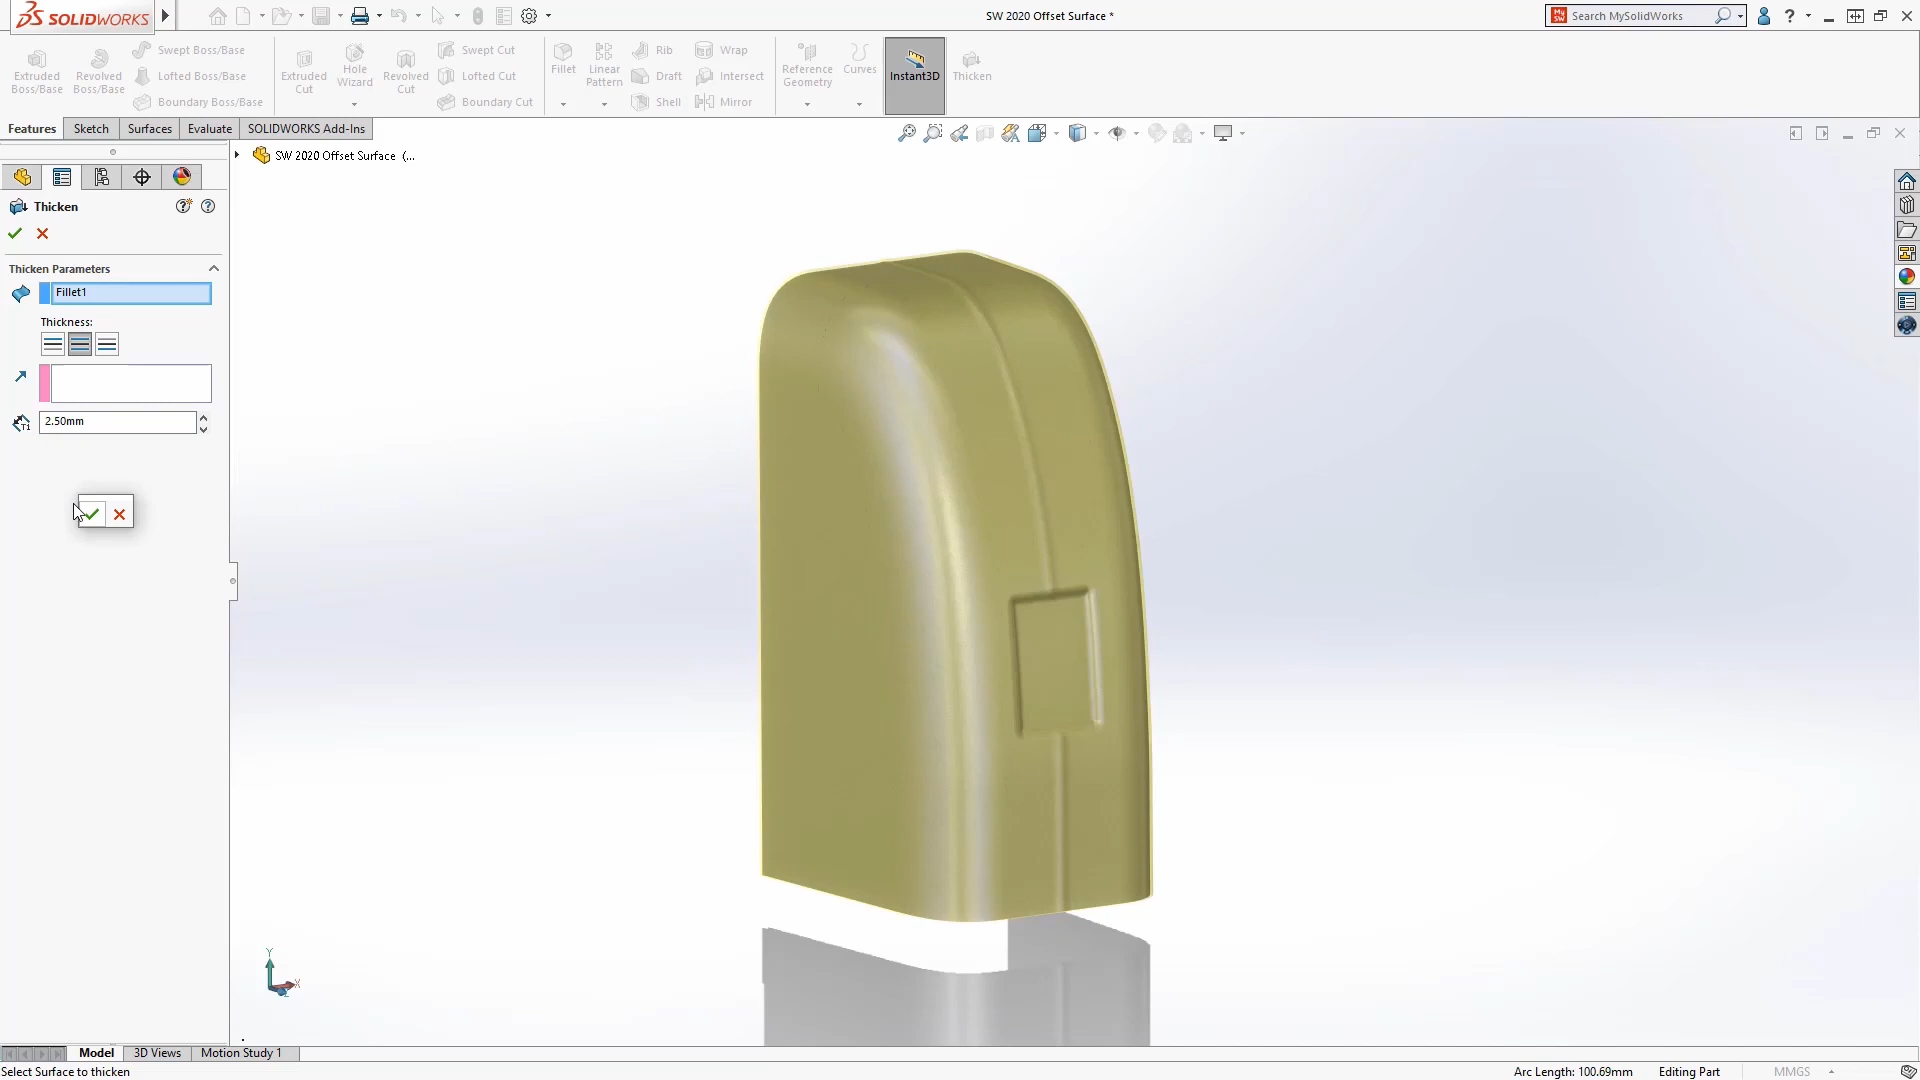 SOLIDWORKS
SW 2020 Offset Surface *
Search MySolidWorks
Extruded Boss/Base
Revolved Boss/Base
Swept Boss/Base
Lofted Boss/Base
Boundary Boss/Base
Extruded Cut
Hole Wizard
Revolved Cut
Swept Cut
Lofted Cut
Boundary Cut
Fillet
Linear Pattern
Rib
Draft
Shell
Wrap
Intersect
Mirror
Reference Geometry
Curves
Instant3D
Thicken
Features
Sketch
Surfaces
Evaluate
SOLIDWORKS Add-Ins
SW 2020 Offset Surface (...
Thicken
Thicken Parameters
Fillet1
Thickness:
2.50mm
Y
X
Z
Model
3D Views
Motion Study 1
Select Surface to thicken
Arc Length: 100.69mm
Editing Part
MMGS